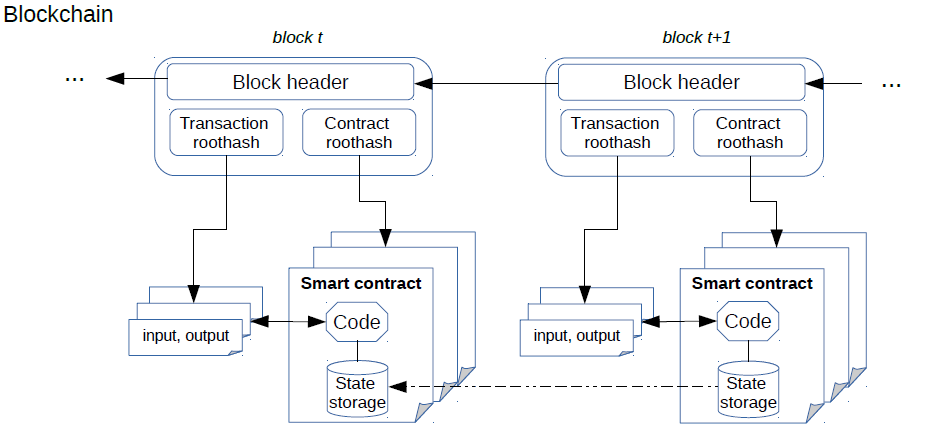 Blockchain
block t
block t+1
...
Block header
Block header
...
Transaction
roothash
Contract
roothash
Transaction
roothash
Contract
roothash
Smart contract
Code
input, output
State
storage
Smart contract
Code
input, output
State
storage